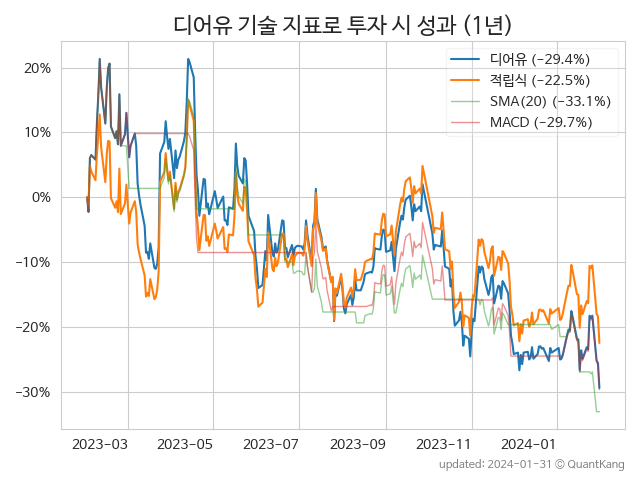 디어유 기술 지표로 투자 시 성과 (1년)
디어유 (−29.4%)
적립식 (−22.5%)
SMA(20) (−33.1%)
MACD (−29.7%)
20%
10%
0%
−10%
−20%
−30%
2023-03 2023-05 2023-07 2023-09 2023-11 2024-01
updated: 2024-01-31 © QuantKang